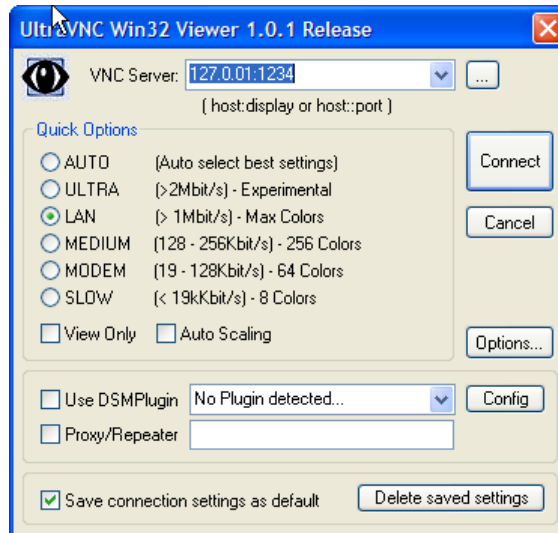 UltraVNC Win32 Viewer 1.0.1 Release
VNC Server: 127.0.01:1234 ...
( host:display or host::port )
Quick Options
AUTO (Auto select best settings)
ULTRA (>2Mbit/s) - Experimental
LAN (> 1Mbit/s) - Max Colors
MEDIUM (128 - 256Kbit/s) - 256 Colors
MODEM (19 - 128Kbit/s) - 64 Colors
SLOW (< 19kKbit/s) - 8 Colors
View Only Auto Scaling
Connect
Cancel
Options...
Use DSMPlugin No Plugin detected... Config
Proxy/Repeater
Save connection settings as default Delete saved settings